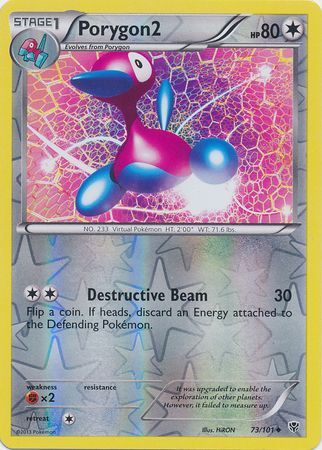 STAGE1
Porygon2
HP80
Evolves from Porygon
NO. 233 Virtual Pokémon HT: 2'00" WT: 71.6 lbs.
Destructive Beam 30
Flip a coin. If heads, discard an Energy attached to
the Defending Pokémon.
weakness resistance
×2
retreat
It was upgraded to enable the
exploration of other planets.
However, it failed to measure up.
©2013 Pokémon
Illus. HiRON
73/101